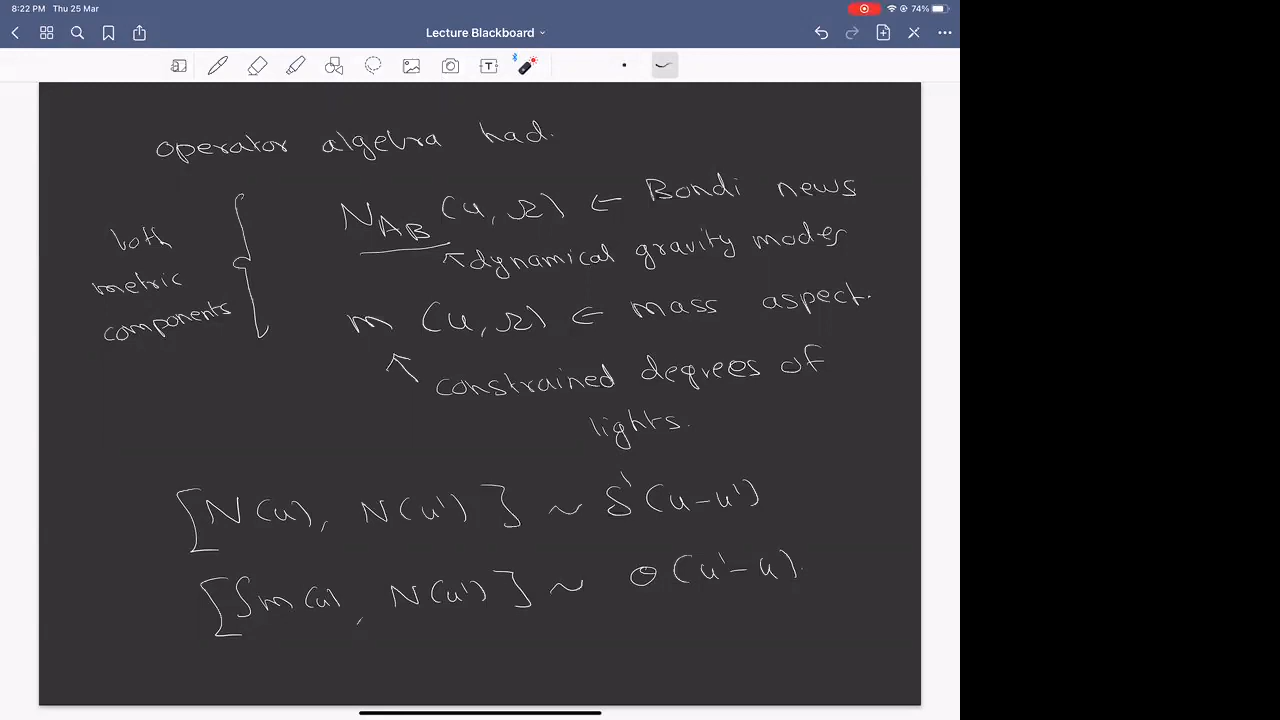 8:22 PM Thu 25 Mar
74%
Lecture Blackboard
operator algebra had.
both
metric
components
N_AB (u, Ω) ← Bondi news
↑ dynamical gravity modes
m (u, Ω) ← mass aspect.
↑ constrained degrees of
lights.
[N(u), N(u')] ~ δ'(u-u')
[∫m(u), N(u')] ~ θ(u'-u).